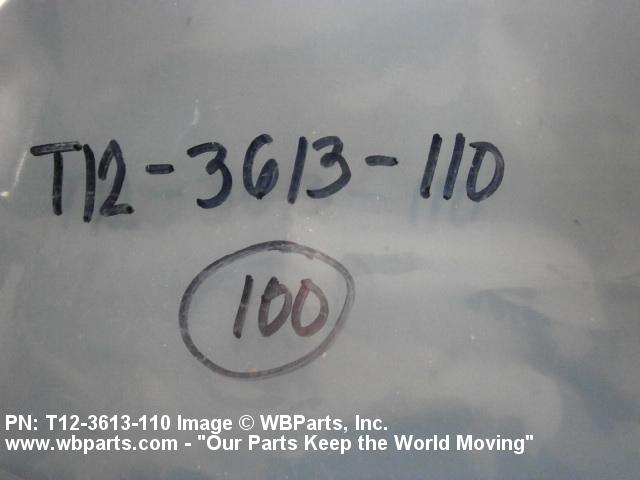 T12-3613-110
100
PN: T12-3613-110 Image © WBParts, Inc.
www.wbparts.com - "Our Parts Keep the World Moving"